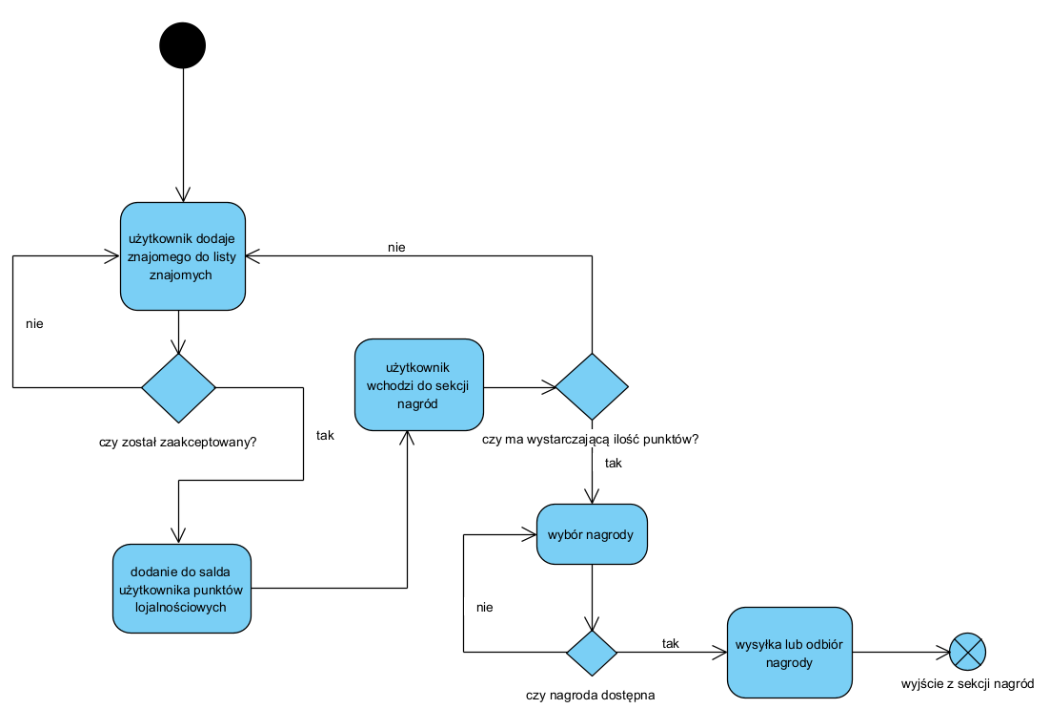 użytkownik dodaje
znajomego do listy
znajomych
nie
nie
czy został zaakceptowany?
tak
użytkownik
wchodzi do sekcji
nagród
czy ma wystarczającą ilość punktów?
tak
dodanie do salda
użytkownika punktów
lojalnościowych
wybór nagrody
nie
czy nagroda dostępna
tak
wysyłka lub odbiór
nagrody
wyjście z sekcji nagród